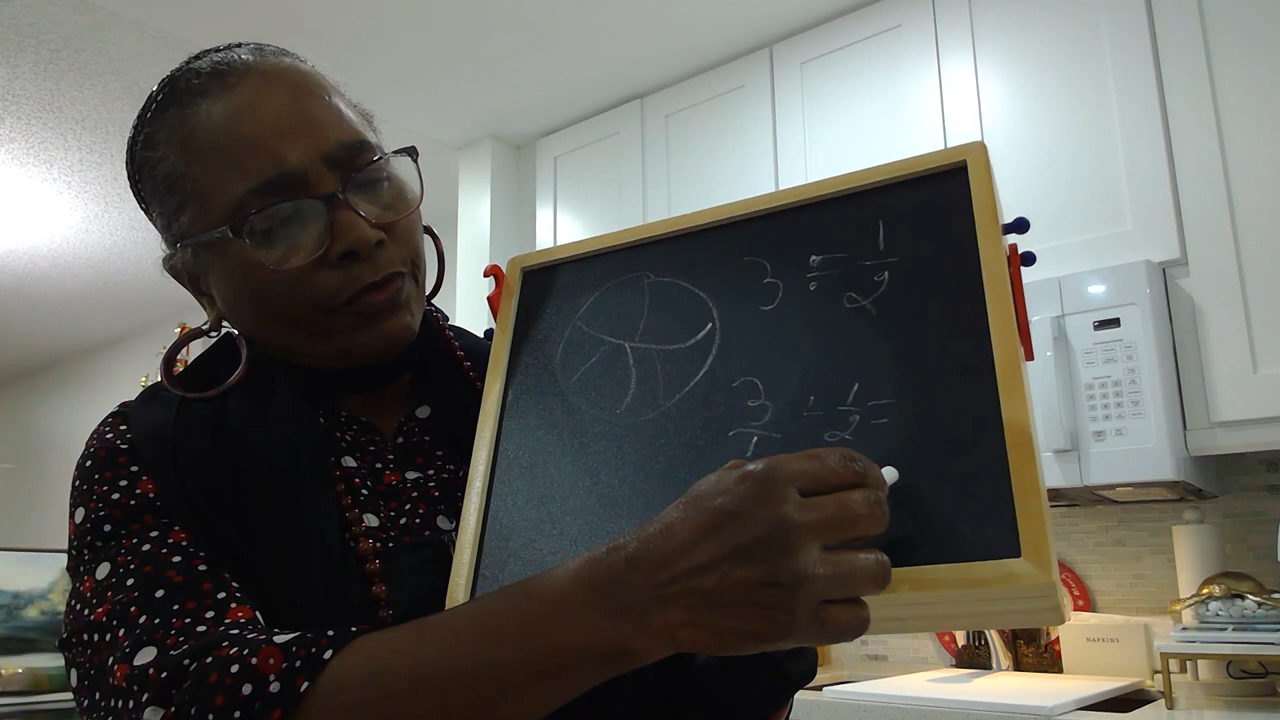 3 ÷ 1/2
3/1 ÷ 1/2 =
NAPKINS